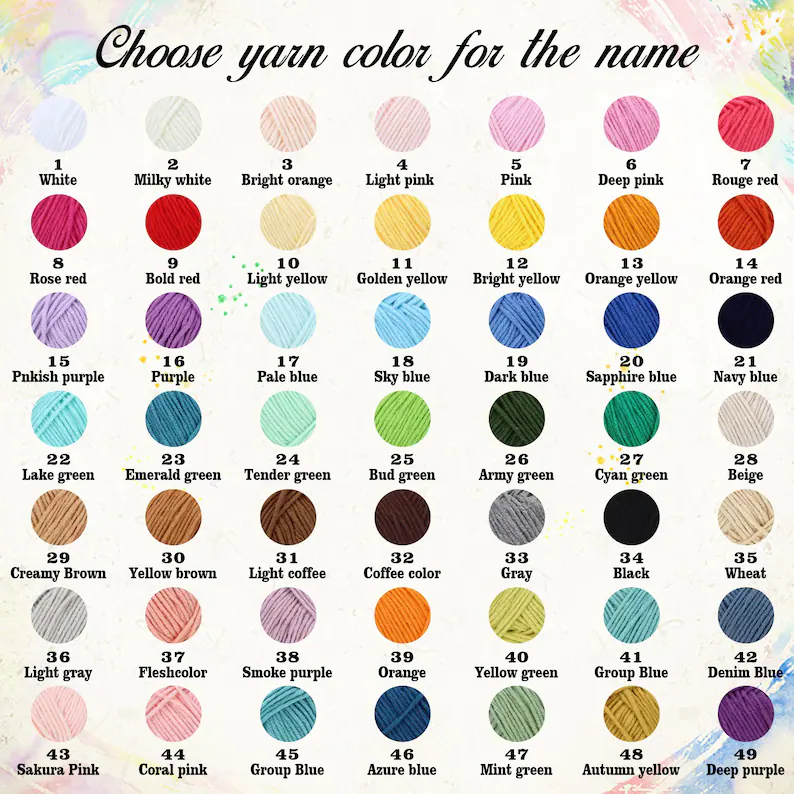 Choose yarn color for the name
1 2 3 4 5 6 7
White Milky white Bright orange Light pink Pink Deep pink Rouge red
8 9 10 11 12 13 14
Rose red Bold red Light yellow Golden yellow Bright yellow Orange yellow Orange red
15 16 17 18 19 20 21
Pnkish purple Purple Pale blue Sky blue Dark blue Sapphire blue Navy blue
22 23 24 25 26 27 28
Lake green Emerald green Tender green Bud green Army green Cyan green Beige
29 30 31 32 33 34 35
Creamy Brown Yellow brown Light coffee Coffee color Gray Black Wheat
36 37 38 39 40 41 42
Light gray Fleshcolor Smoke purple Orange Yellow green Group Blue Denim Blue
43 44 45 46 47 48 49
Sakura Pink Coral pink Group Blue Azure blue Mint green Autumn yellow Deep purple